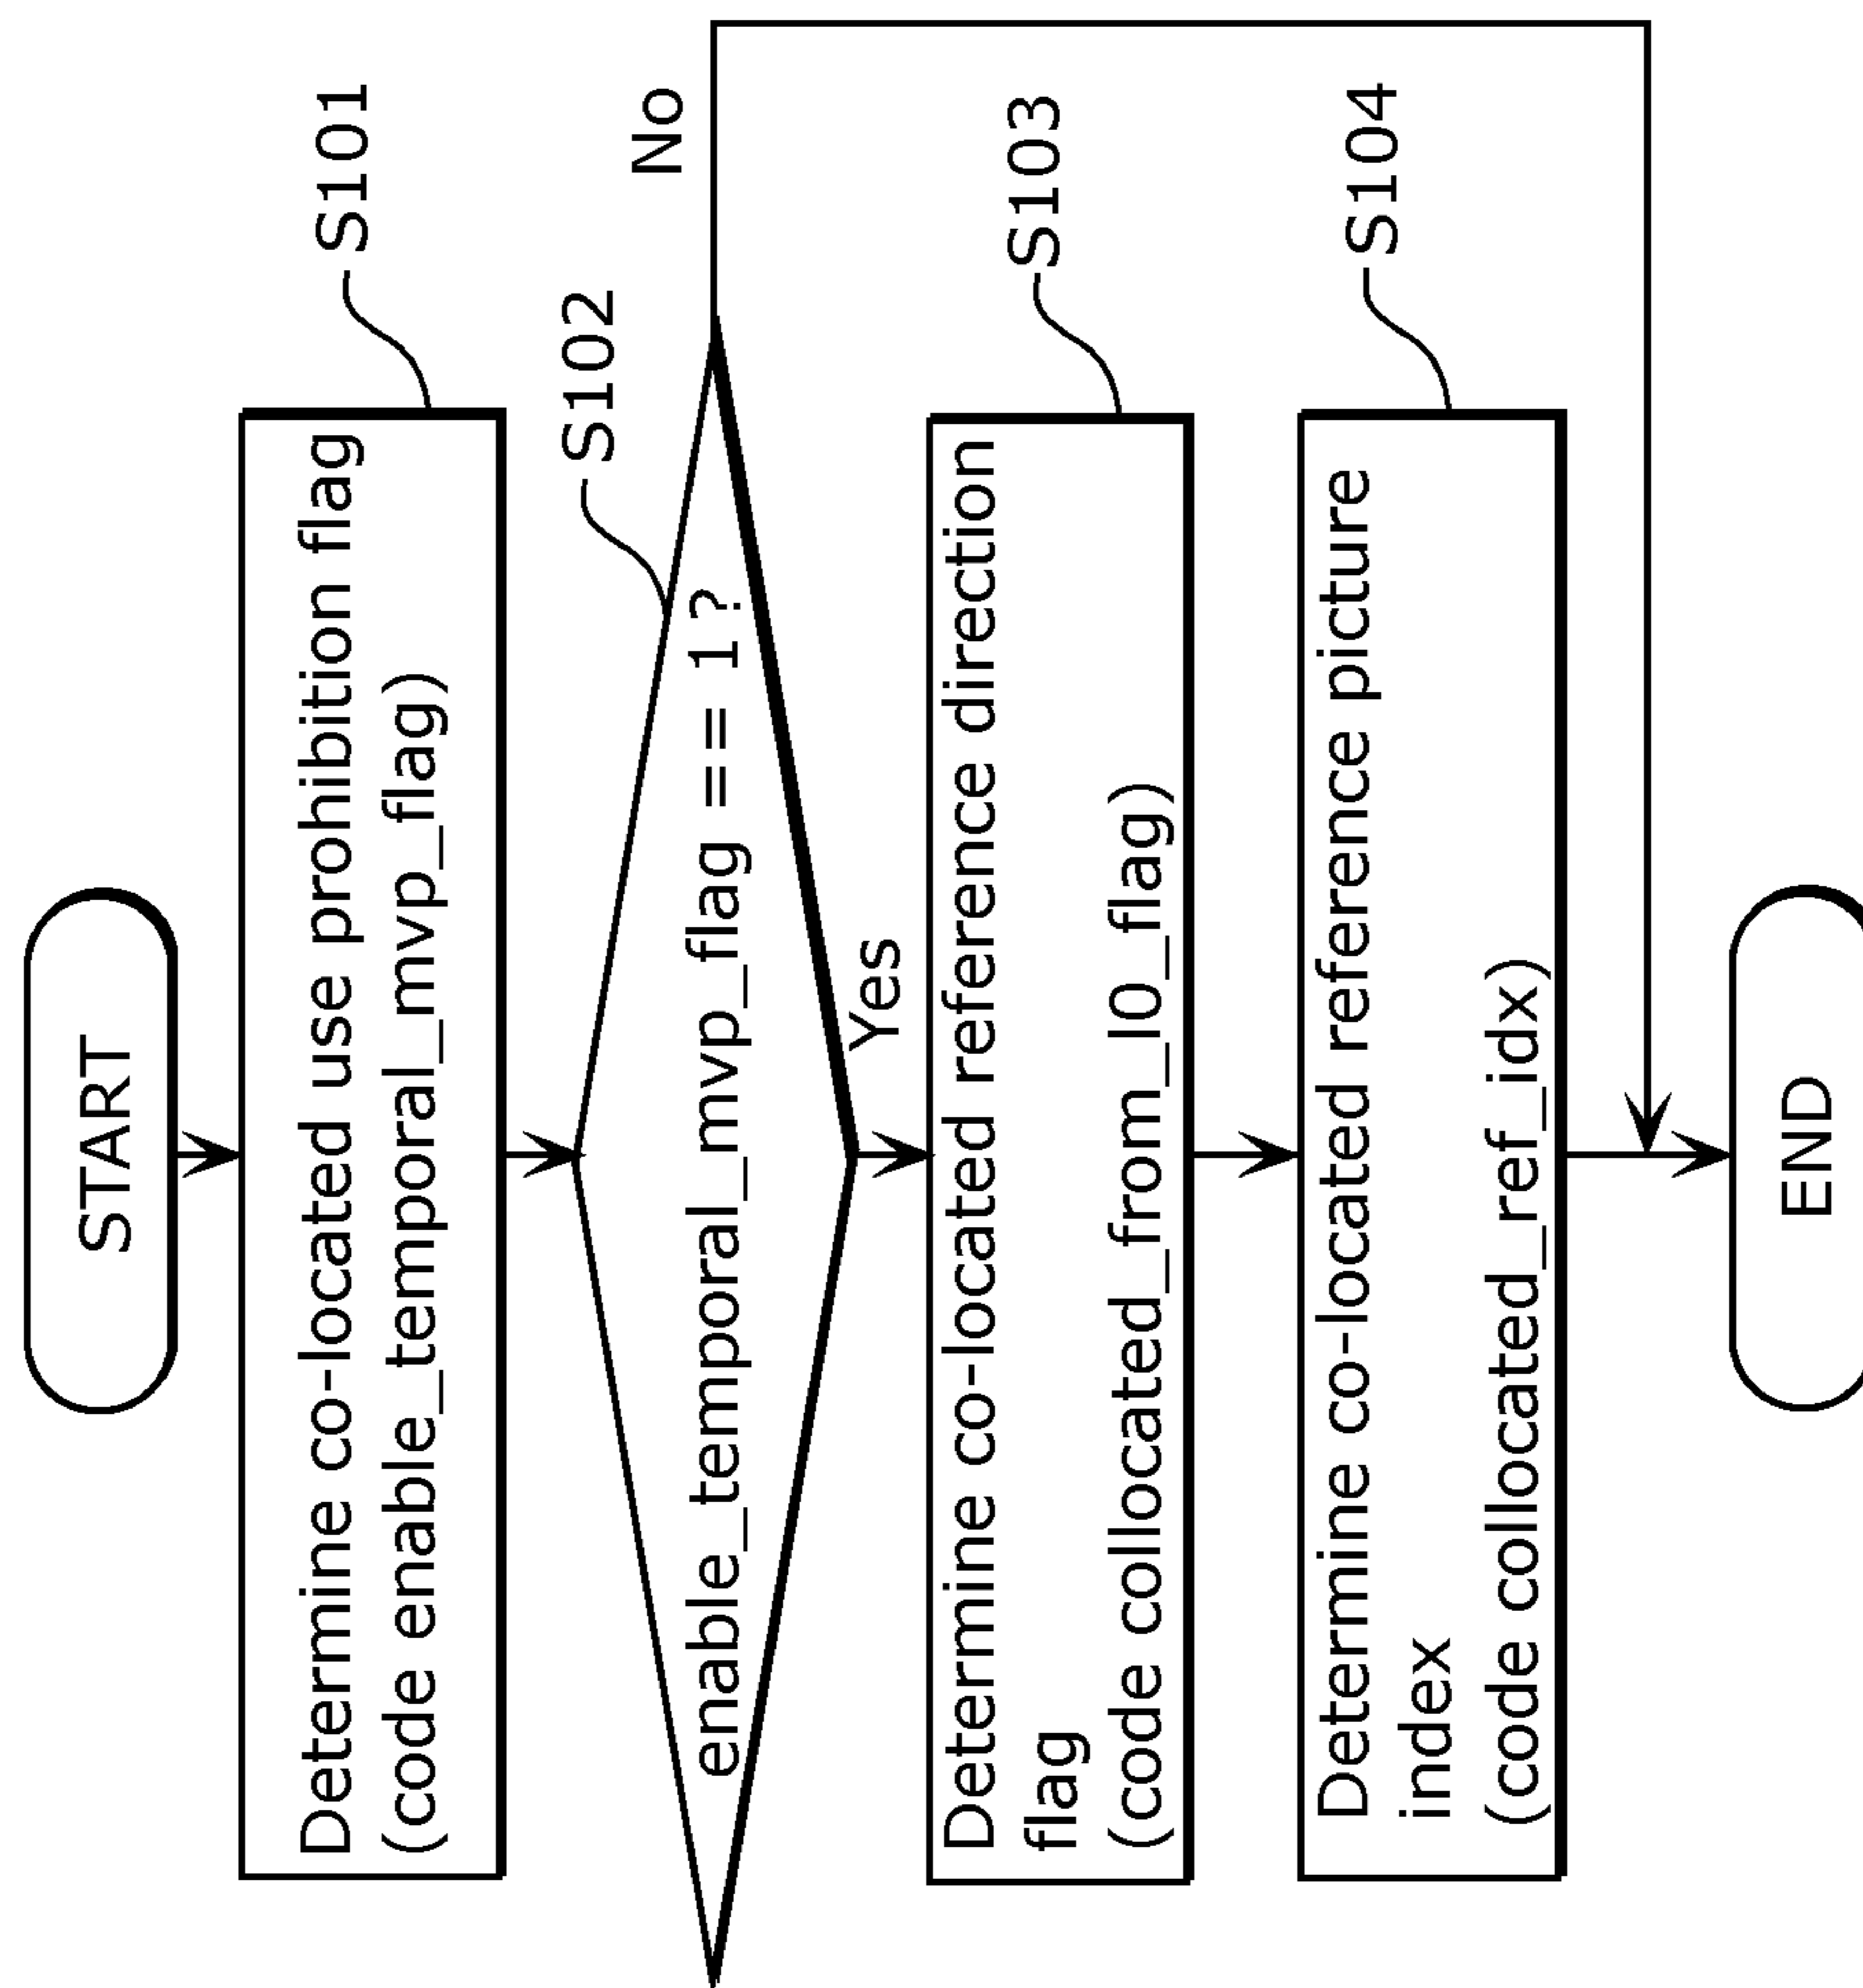 START
S101
Determine co-located use prohibition flag
(code enable_temporal_mvp_flag)
S102
enable_temporal_mvp_flag == 1?
No
Yes
S103
Determine co-located reference direction
flag
(code collocated_from_l0_flag)
S104
Determine co-located reference picture
index
(code collocated_ref_idx)
END